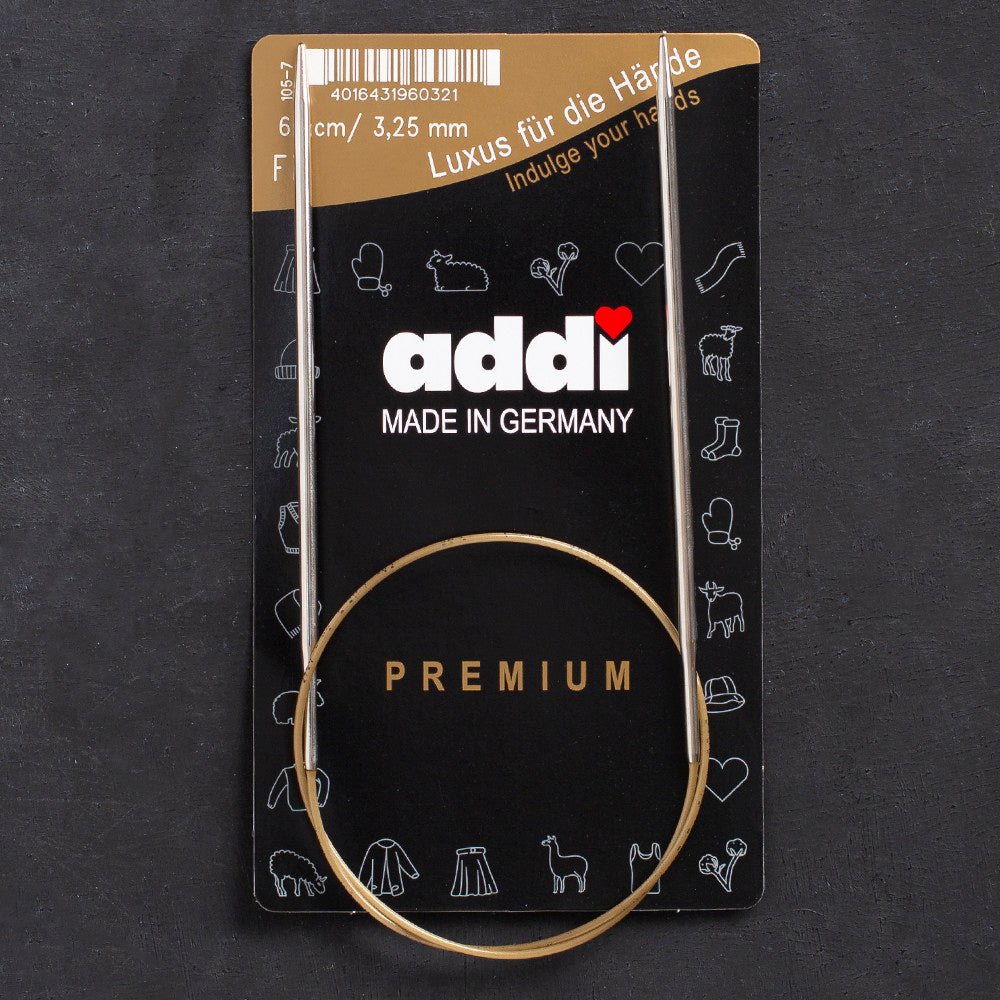 105-7
4016431960321
6 cm/ 3,25 mm
F
Luxus für die Hände
Indulge your hands
addi
MADE IN GERMANY
PREMIUM